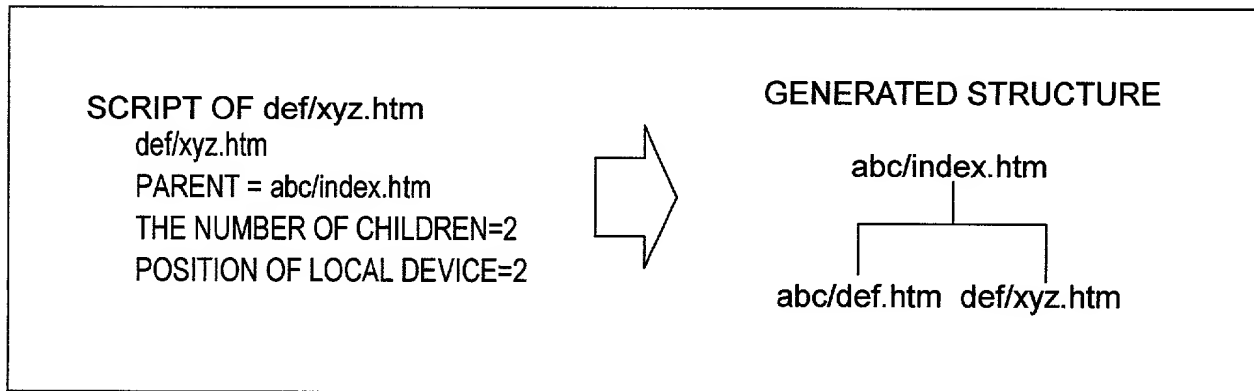 SCRIPT OF def/xyz.htm
def/xyz.htm
PARENT = abc/index.htm
THE NUMBER OF CHILDREN=2
POSITION OF LOCAL DEVICE=2
GENERATED STRUCTURE
abc/index.htm
abc/def.htm def/xyz.htm